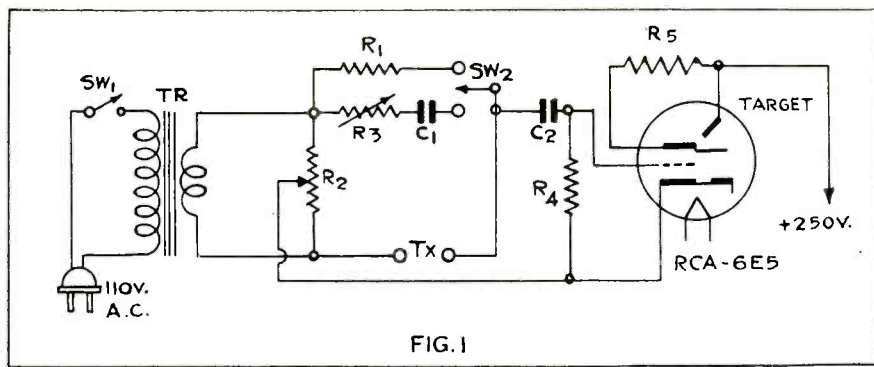 SW1
TR
R1
SW2
R3
C1
R2
Tx
C2
R4
R5
TARGET
+250V.
RCA-6E5
110V.
A.C.
FIG.1